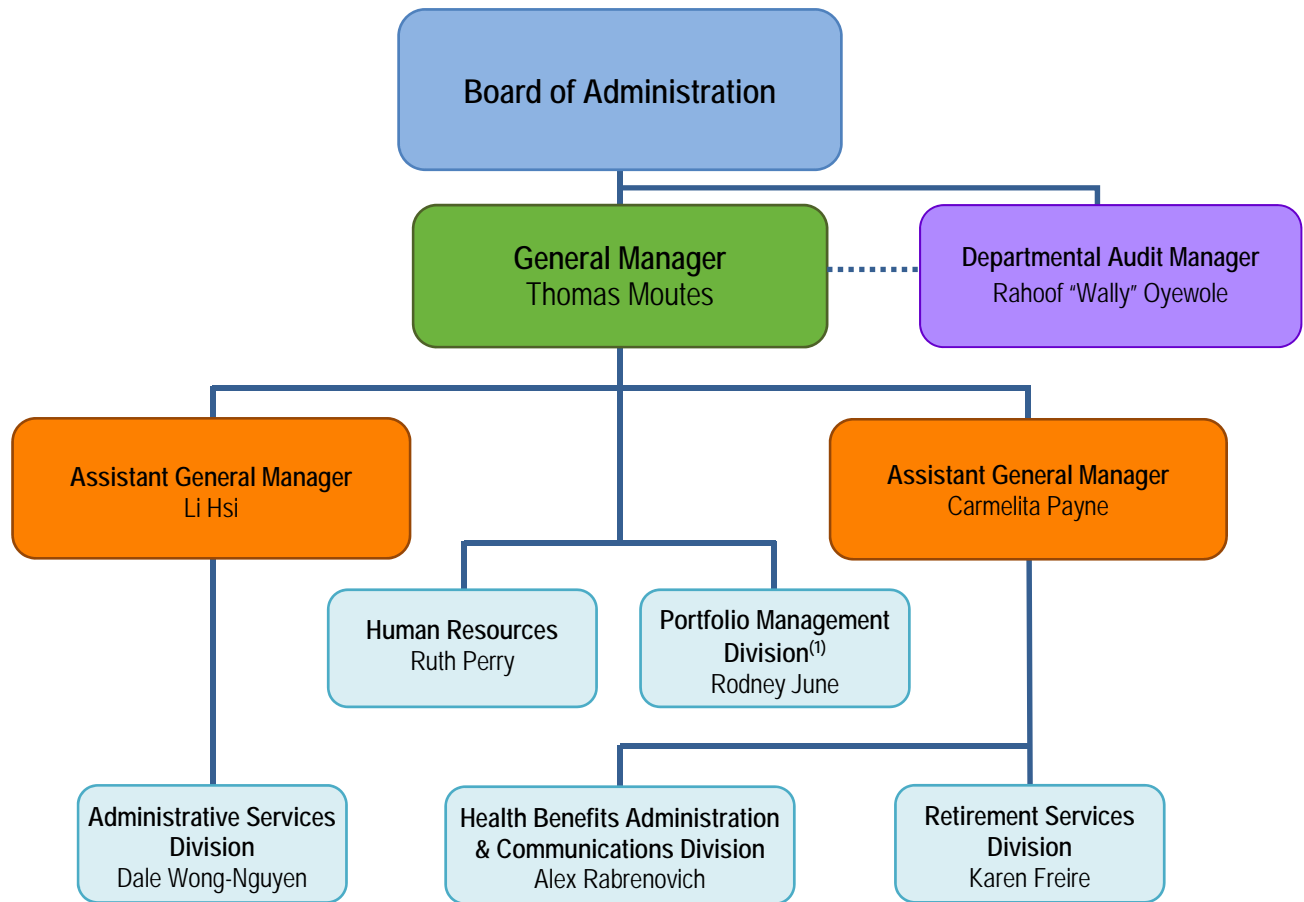 Board of Administration
General Manager
Thomas Moutes
Departmental Audit Manager
Rahoof “Wally” Oyewole
Assistant General Manager
Li Hsi
Assistant General Manager
Carmelita Payne
Human Resources
Ruth Perry
Portfolio Management
Division(1)
Rodney June
Administrative Services
Division
Dale Wong-Nguyen
Health Benefits Administration
& Communications Division
Alex Rabrenovich
Retirement Services
Division
Karen Freire